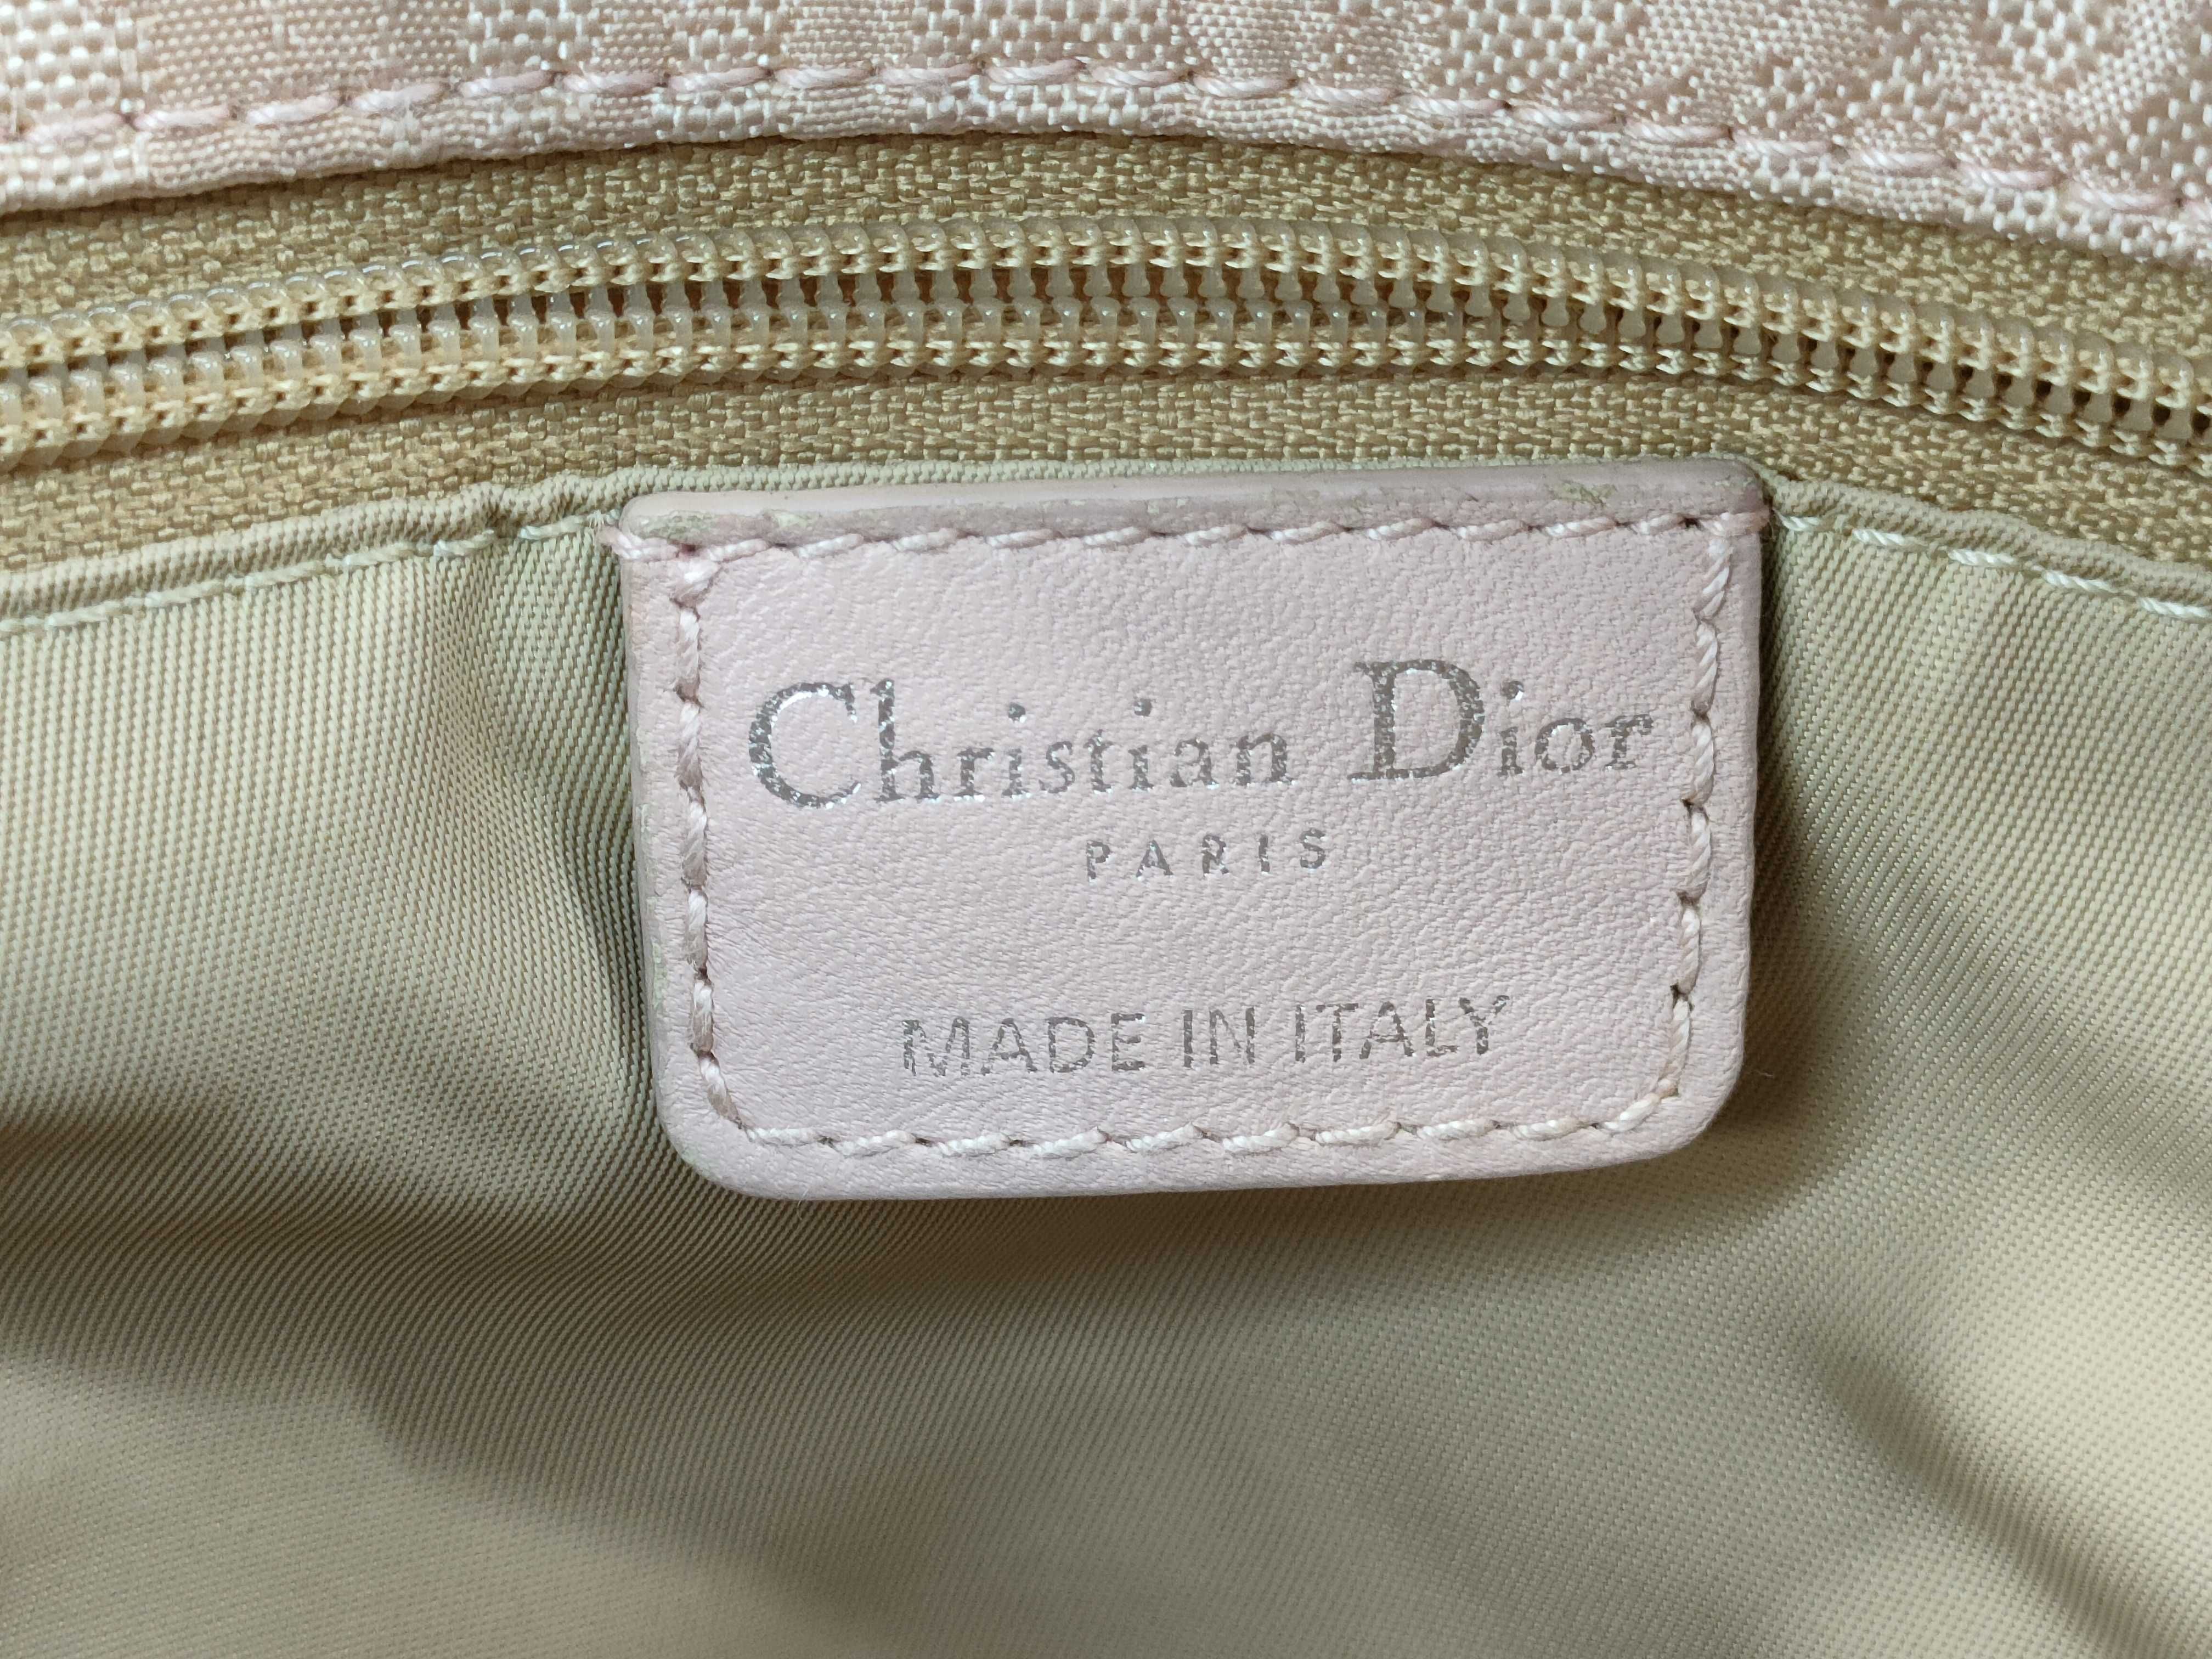 Christian Dior
PARIS
MADE IN ITALY